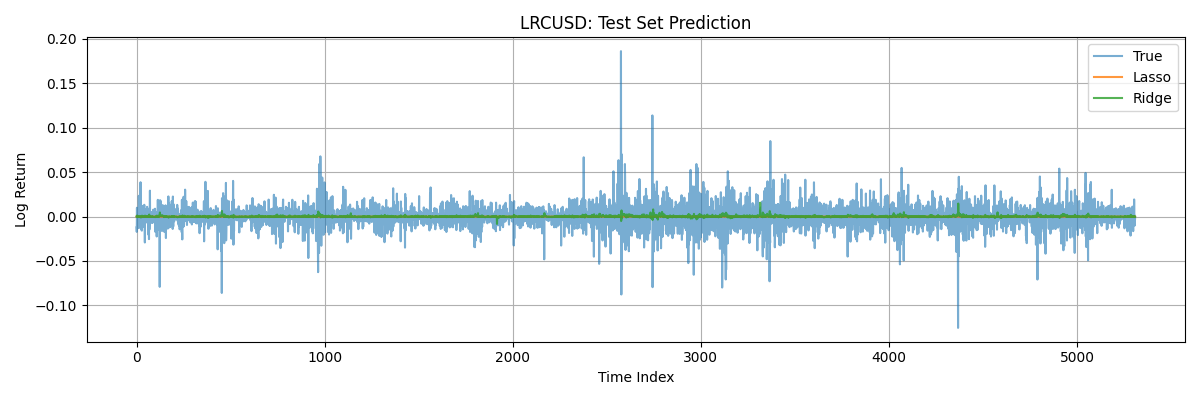 LRCUSD: Test Set Prediction
Log Return
0.20
0.15
0.10
0.05
0.00
−0.05
−0.10
True
Lasso
Ridge
0 1000 2000 3000 4000 5000
Time Index